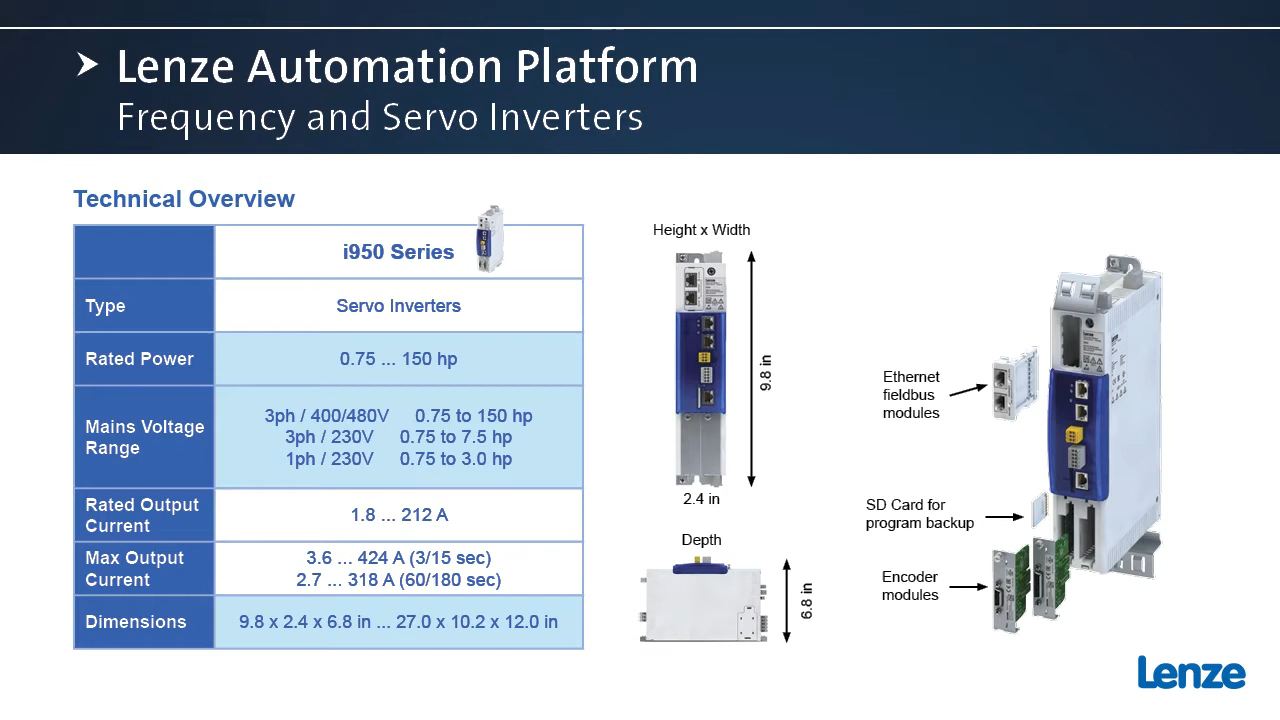 Lenze Automation Platform
Frequency and Servo Inverters
Technical Overview
i950 Series
Type
Servo Inverters
Rated Power
0.75 ... 150 hp
Mains Voltage
Range
3ph / 400/480V 0.75 to 150 hp
3ph / 230V 0.75 to 7.5 hp
1ph / 230V 0.75 to 3.0 hp
Rated Output
Current
1.8 ... 212 A
Max Output
Current
3.6 ... 424 A (3/15 sec)
2.7 ... 318 A (60/180 sec)
Dimensions
9.8 x 2.4 x 6.8 in ... 27.0 x 10.2 x 12.0 in
Height x Width
9.8 in
2.4 in
Depth
6.8 in
Ethernet
fieldbus
modules
SD Card for
program backup
Encoder
modules
Lenze